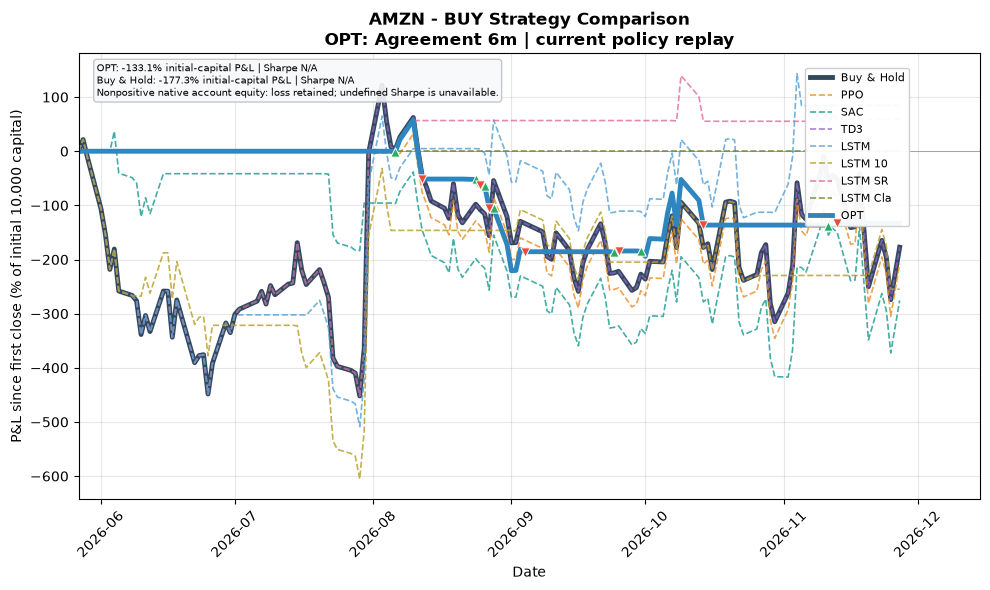 AMZN - BUY Strategy Comparison
OPT: Agreement 6m | current policy replay
OPT: -133.1% initial-capital P&L | Sharpe N/A
Buy & Hold: -177.3% initial-capital P&L | Sharpe N/A
Nonpositive native account equity: loss retained; undefined Sharpe is unavailable.
Buy & Hold
PPO
SAC
TD3
LSTM
LSTM 10
LSTM SR
LSTM Cla
OPT
P&L since first close (% of initial 10,000 capital)
100
0
−100
−200
−300
−400
−500
−600
2026-06
2026-07
2026-08
2026-09
2026-10
2026-11
2026-12
Date